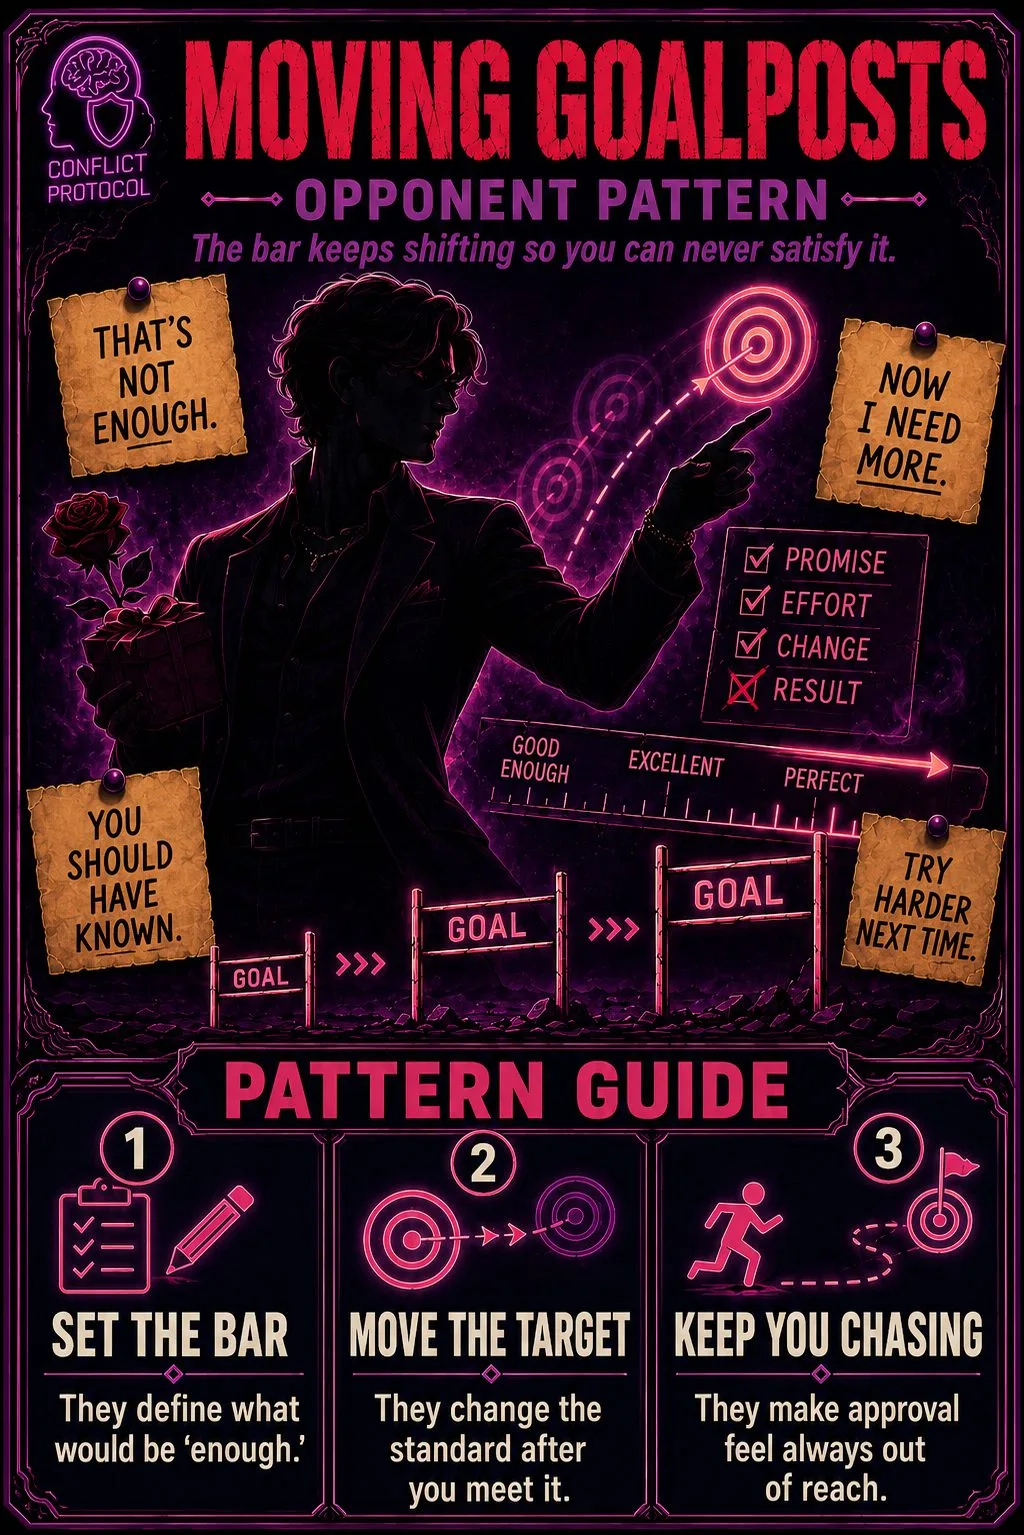 CONFLICT
PROTOCOL
MOVING GOALPOSTS
OPPONENT PATTERN
The bar keeps shifting so you can never satisfy it.
THAT'S
NOT
ENOUGH.
NOW
I NEED
MORE.
PROMISE
EFFORT
CHANGE
RESULT
GOOD
ENOUGH
EXCELLENT
PERFECT
YOU
SHOULD
HAVE
KNOWN.
TRY
HARDER
NEXT TIME.
GOAL
GOAL
GOAL
PATTERN GUIDE
1
SET THE BAR
They define what
would be ‘enough.’
2
MOVE THE TARGET
They change the
standard after
you meet it.
3
KEEP YOU CHASING
They make approval
feel always out
of reach.